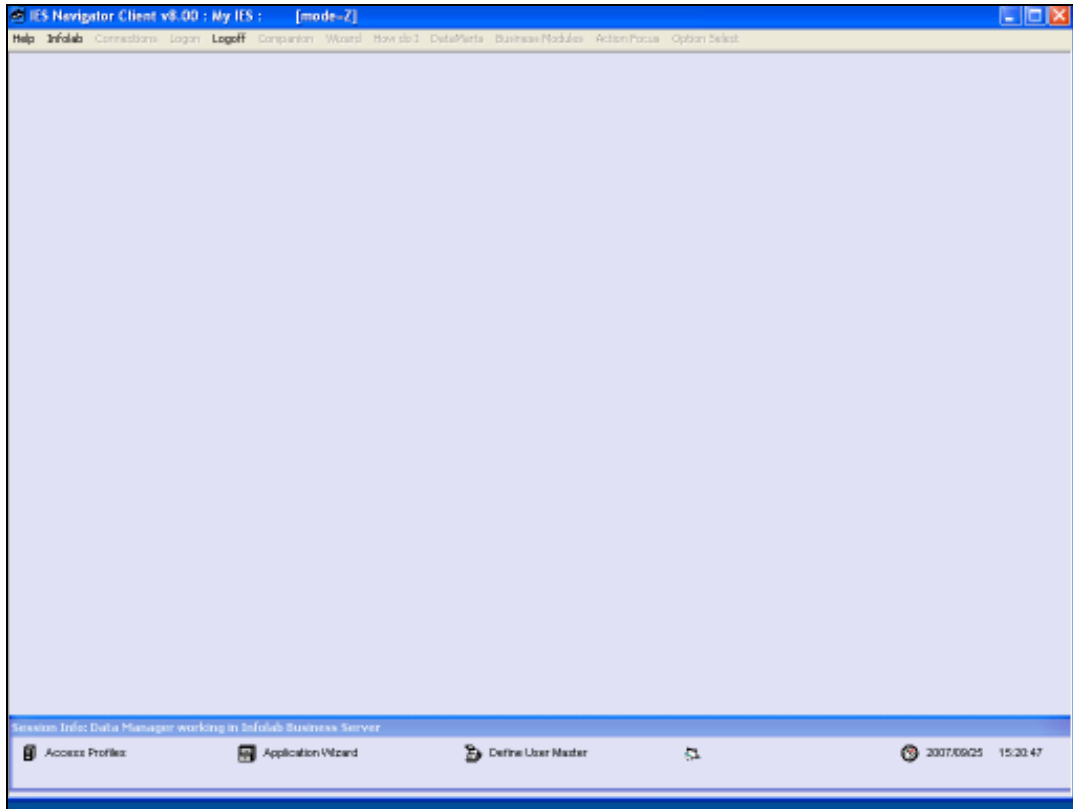 IES Navigator Client v8.00 : My IES : [mode=Z]
Help Infolab Connections Logon Logoff Companion Wizard How do I DataMarts Business Modules Action Focus Option Select
Session Info: Data Manager working in Infolab Business Server
Access Profiles Application Wizard Define User Master 2007/09/25 15:20:47